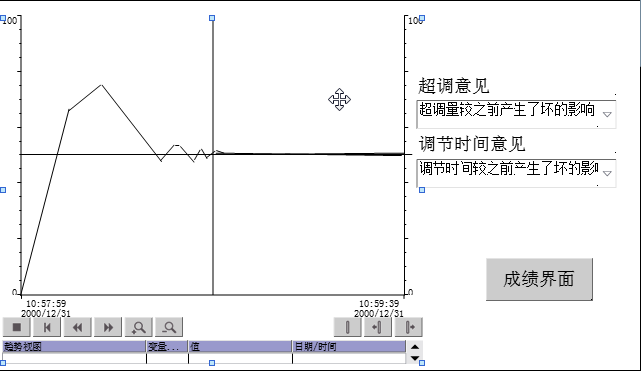 100
100
超调意见
超调量较之前产生了坏的影响
调节时间意见
调节时间较之前产生了坏的影响
成绩界面
0
0
10:57:59
2000/12/31
10:59:39
2000/12/31
趋势视图 变量... 值 日期/时间